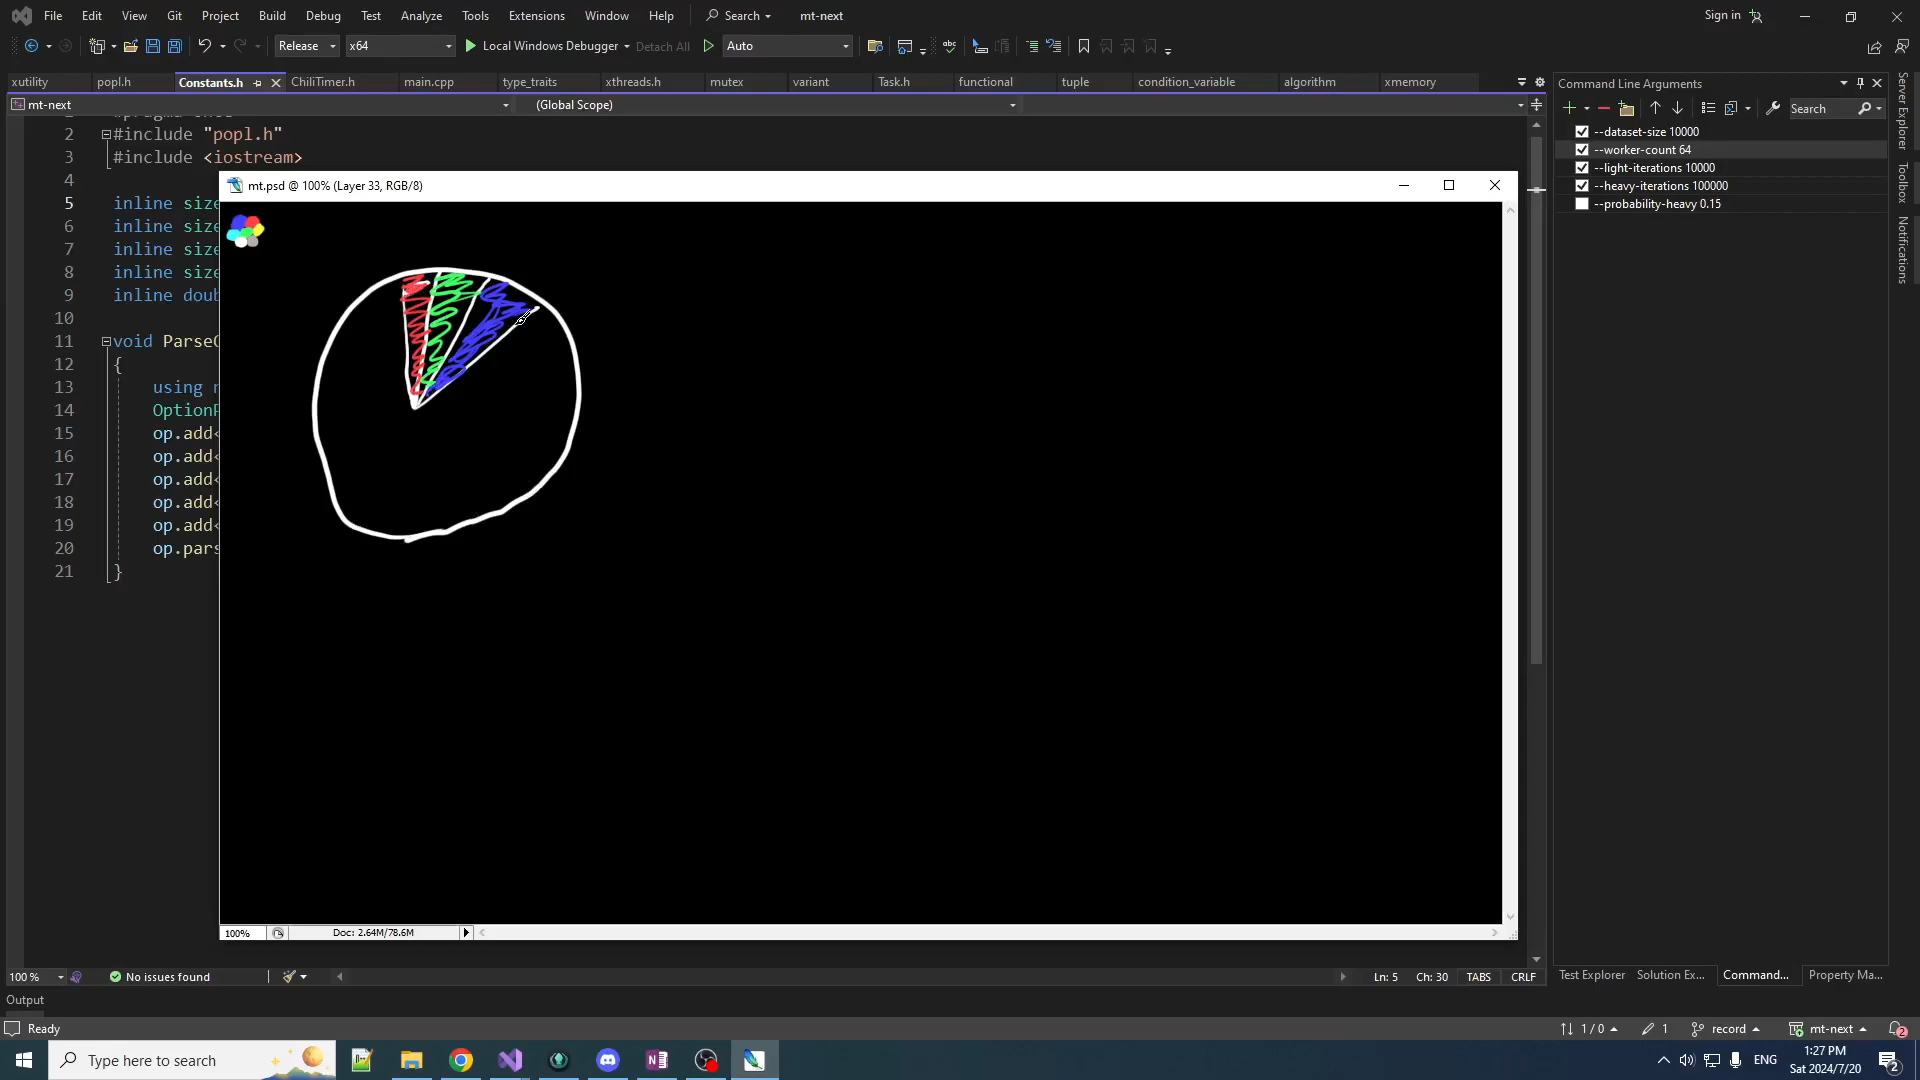 File Edit View Git Project Build Debug Test Analyze Tools Extensions Window Help Search mt-next Sign in
Release x64 Local Windows Debugger Detach All Auto
xutility popl.h Constants.h ChiliTimer.h main.cpp type_traits xthreads.h mutex variant Task.h functional tuple condition_variable algorithm xmemory
mt-next (Global Scope)
2 #include "popl.h"
3 #include <iostream>
4
5 inline size
6 inline size
7 inline size
8 inline size
9 inline doub
10
11 void Parse
12 {
13 using
14 Option
15 op.add<
16 op.add<
17 op.add<
18 op.add<
19 op.add<
20 op.pars
21 }
mt.psd @ 100% (Layer 33, RGB/8)
100% Doc: 2.64M/78.6M
Command Line Arguments
Search
--dataset-size 10000
--worker-count 64
--light-iterations 10000
--heavy-iterations 100000
--probability-heavy 0.15
Server Explorer
Toolbox
Notifications
Test Explorer Solution Ex... Command... Property Ma...
100 % No issues found Ln: 5 Ch: 30 TABS CRLF
Output
Ready 1 / 0 1 record mt-next 2
Type here to search ENG 1:27 PM
Sat 2024/7/20 2